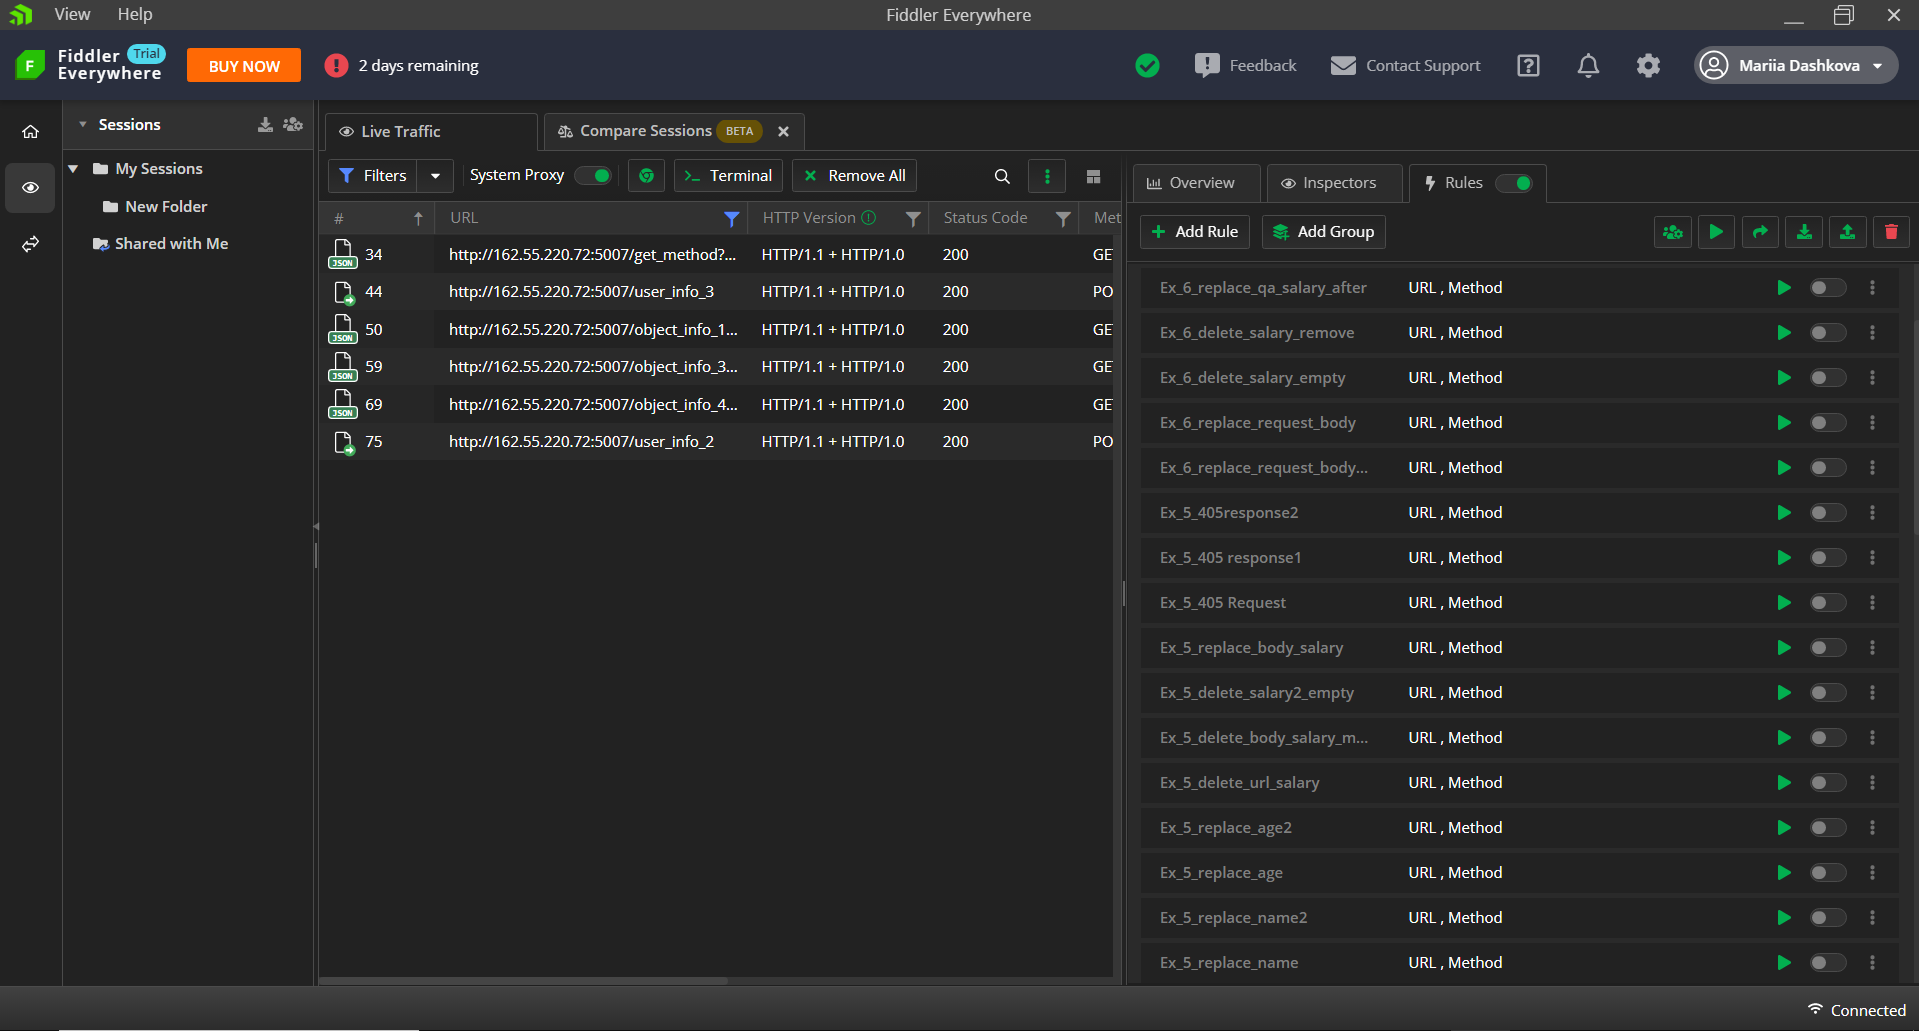 View Help Fiddler Everywhere
Fiddler Everywhere Trial BUY NOW 2 days remaining Feedback Contact Support Mariia Dashkova
Sessions
My Sessions
New Folder
Shared with Me
Live Traffic Compare Sessions BETA
Filters System Proxy Terminal Remove All
# URL HTTP Version Status Code Met
JSON 34 http://162.55.220.72:5007/get_method?... HTTP/1.1 + HTTP/1.0 200 GE
44 http://162.55.220.72:5007/user_info_3 HTTP/1.1 + HTTP/1.0 200 PO
JSON 50 http://162.55.220.72:5007/object_info_1... HTTP/1.1 + HTTP/1.0 200 GE
JSON 59 http://162.55.220.72:5007/object_info_3... HTTP/1.1 + HTTP/1.0 200 GE
JSON 69 http://162.55.220.72:5007/object_info_4... HTTP/1.1 + HTTP/1.0 200 GE
75 http://162.55.220.72:5007/user_info_2 HTTP/1.1 + HTTP/1.0 200 PO
Overview Inspectors Rules
Add Rule Add Group
Ex_6_replace_qa_salary_after URL , Method
Ex_6_delete_salary_remove URL , Method
Ex_6_delete_salary_empty URL , Method
Ex_6_replace_request_body URL , Method
Ex_6_replace_request_body... URL , Method
Ex_5_405response2 URL , Method
Ex_5_405 response1 URL , Method
Ex_5_405 Request URL , Method
Ex_5_replace_body_salary URL , Method
Ex_5_delete_salary2_empty URL , Method
Ex_5_delete_body_salary_m... URL , Method
Ex_5_delete_url_salary URL , Method
Ex_5_replace_age2 URL , Method
Ex_5_replace_age URL , Method
Ex_5_replace_name2 URL , Method
Ex_5_replace_name URL , Method
Connected